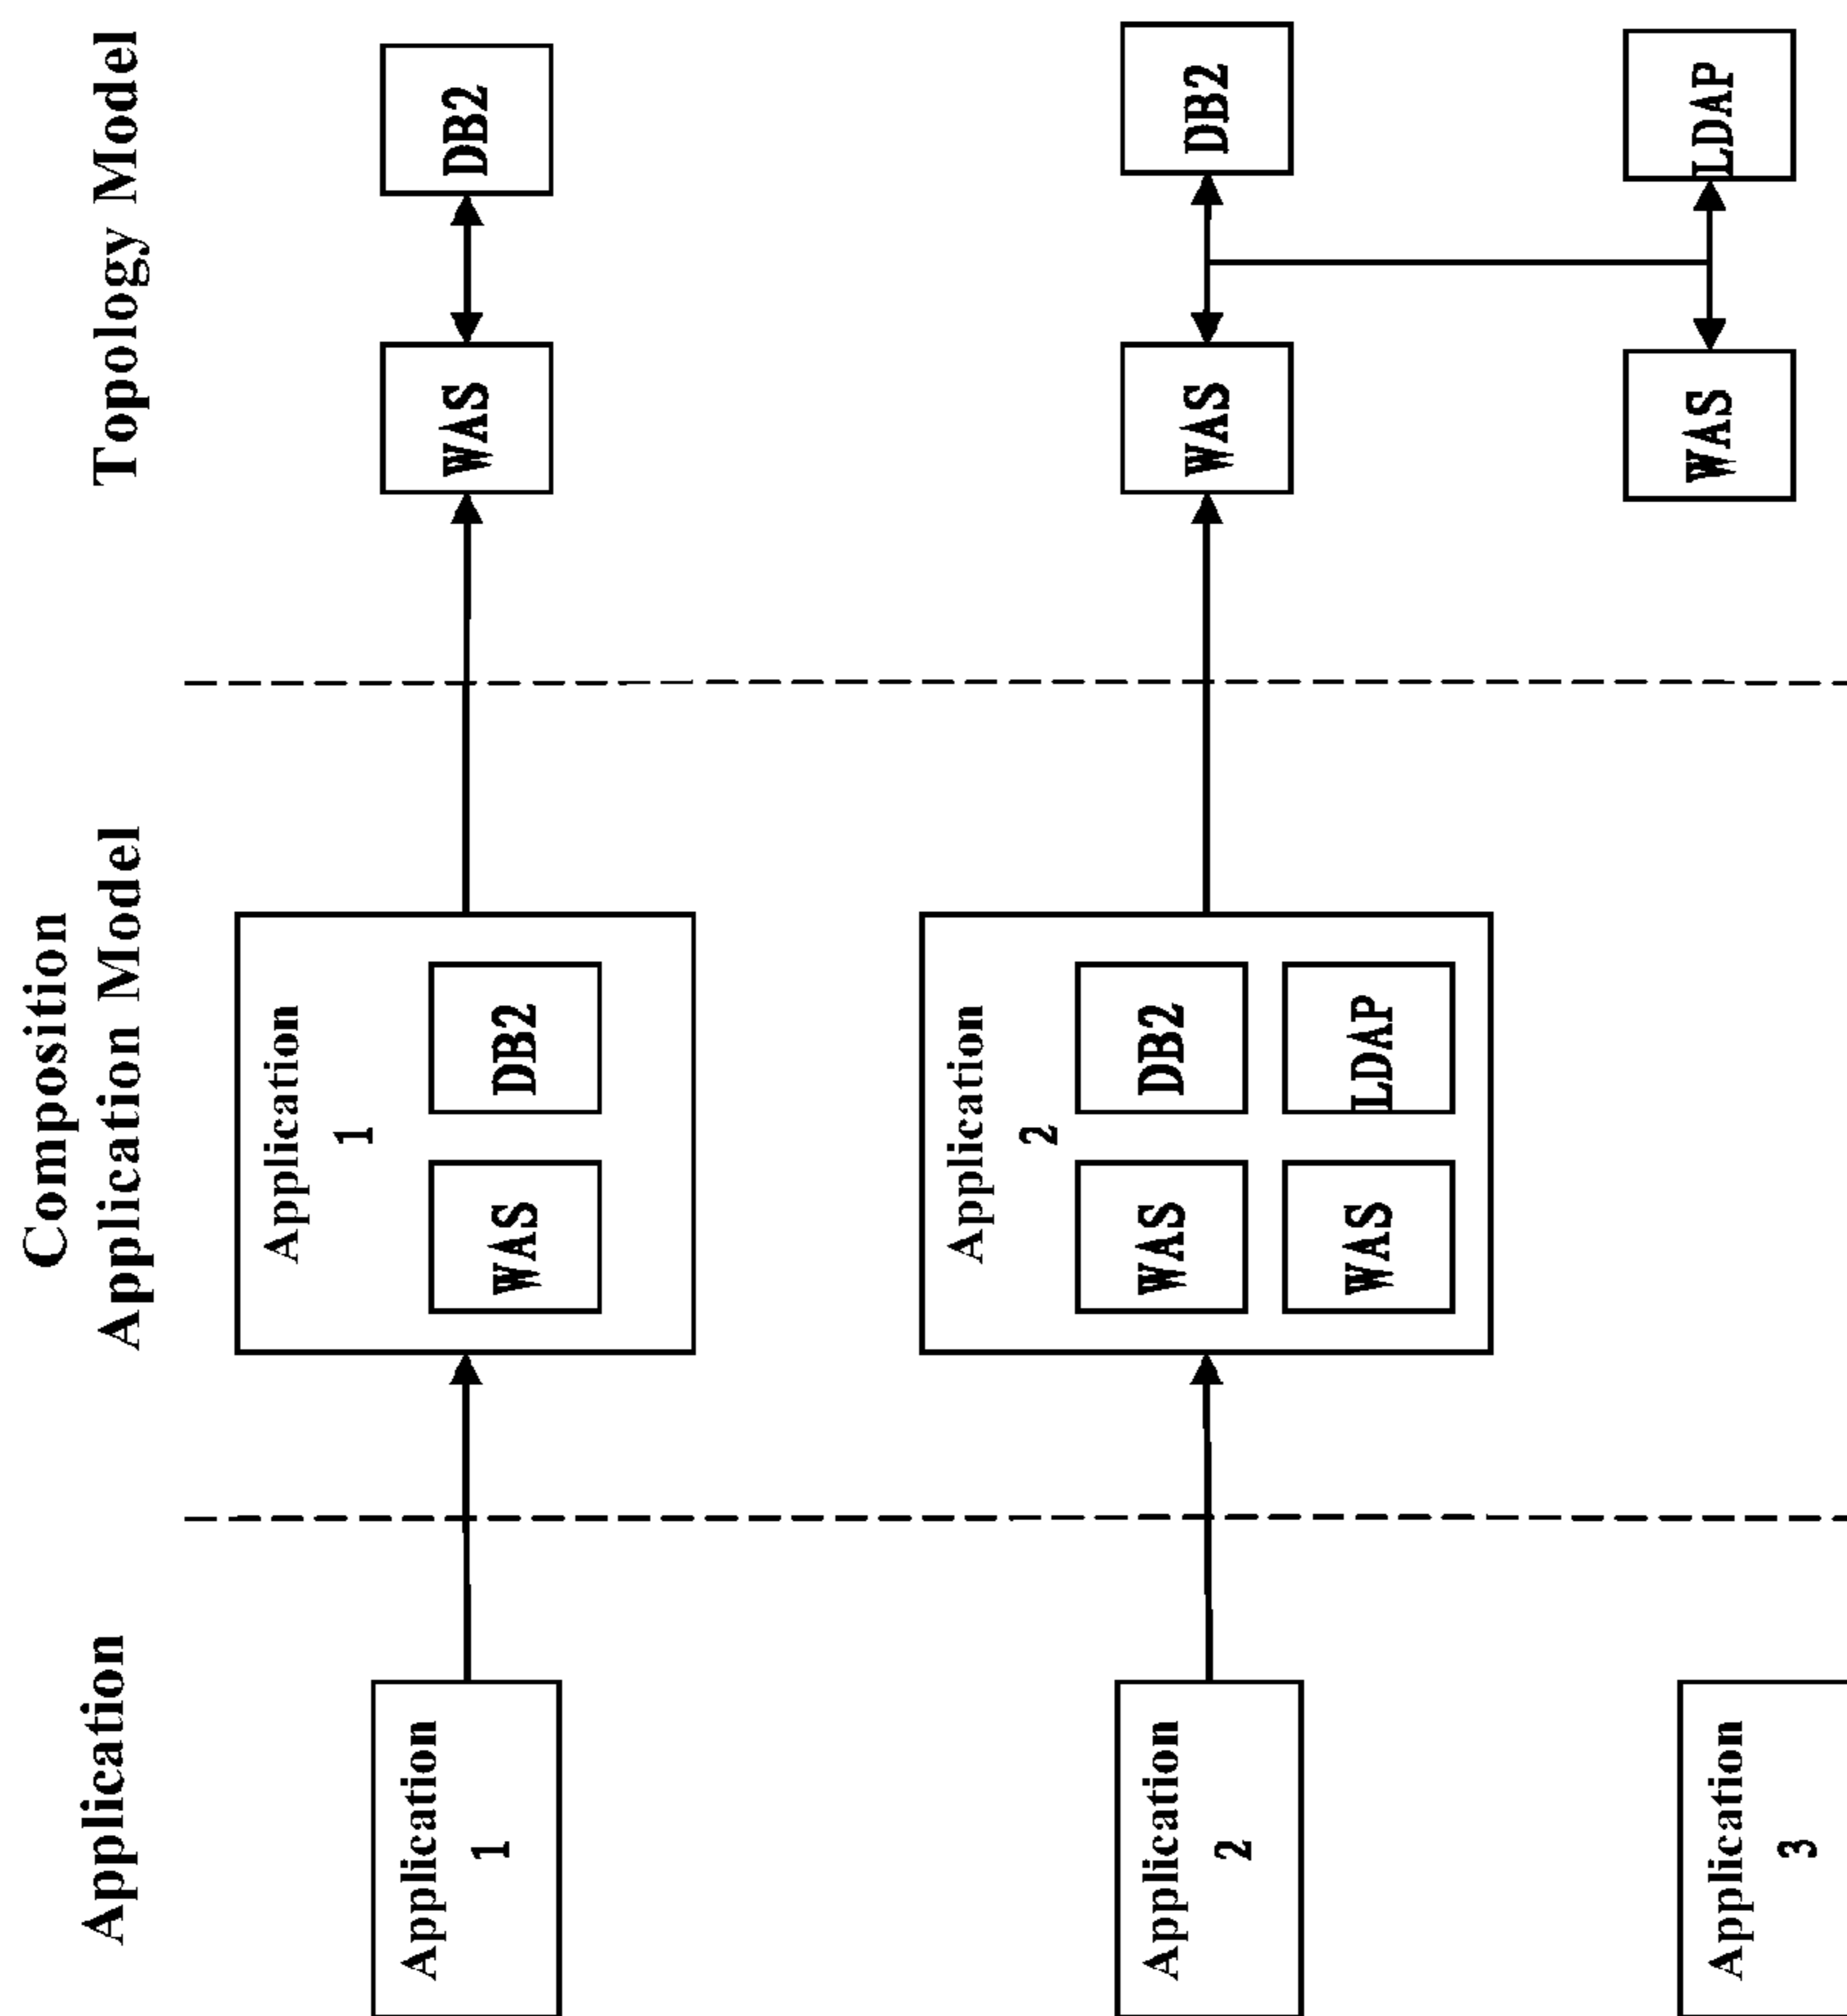 Application
Composition
Application Model
Topology Model
Application
1
Application
1
WAS
DB2
WAS
DB2
Application
2
Application
2
WAS
DB2
WAS
LDAP
WAS
DB2
WAS
LDAP
Application
3